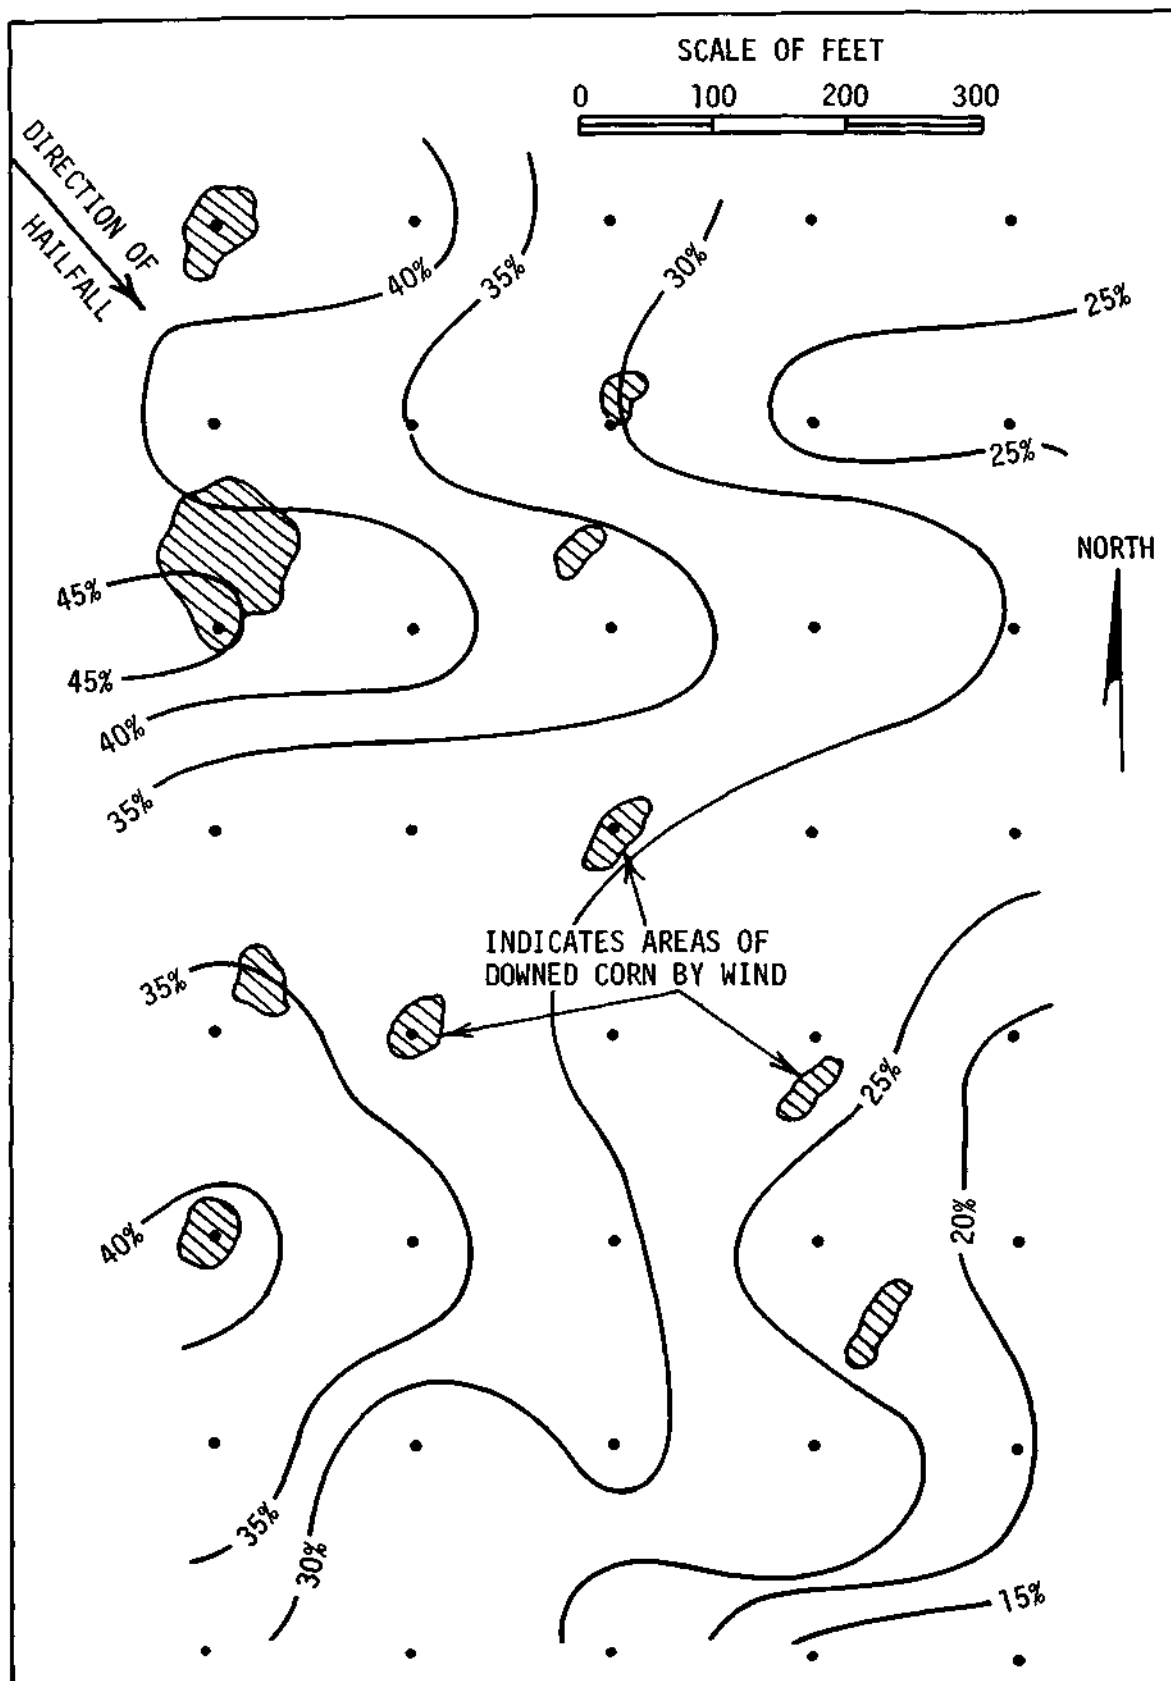 SCALE OF FEET
0 100 200 300
DIRECTION OF
HAILFALL
40%
35%
30%
25%
25%
NORTH
45%
45%
40%
35%
INDICATES AREAS OF
DOWNED CORN BY WIND
35%
25%
20%
40%
35%
30%
15%